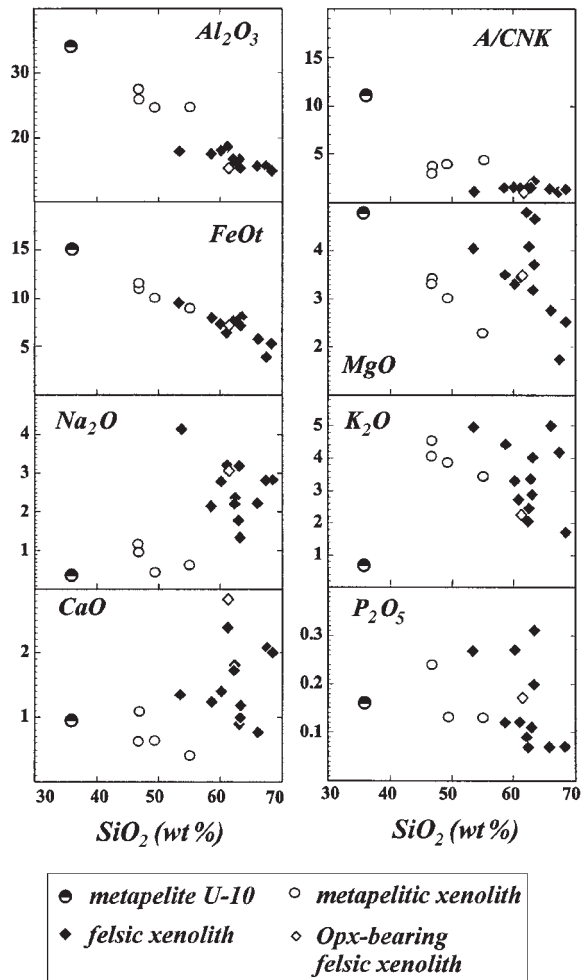 Al₂O₃
A/CNK
30
20
15
10
5
FeOt
MgO
15
10
5
4
3
2
Na₂O
K₂O
4
3
2
1
5
4
3
2
1
CaO
P₂O₅
2
1
0.3
0.2
0.1
30 40 50 60 70
30 40 50 60 70
SiO₂ (wt %)
SiO₂ (wt %)
metapelite U-10
metapelitic xenolith
felsic xenolith
Opx-bearing
felsic xenolith